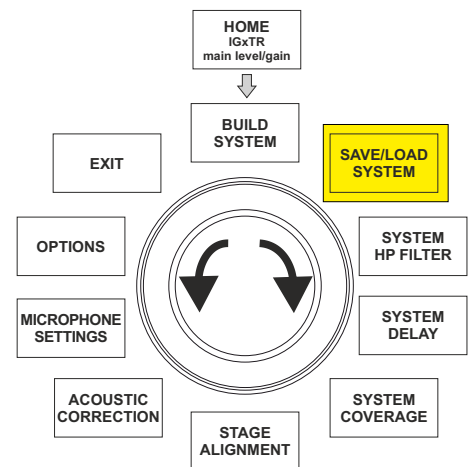 HOME
IGxTR
main level/gain
BUILD
SYSTEM
SAVE/LOAD
SYSTEM
SYSTEM
HP FILTER
SYSTEM
DELAY
SYSTEM
COVERAGE
STAGE
ALIGNMENT
ACOUSTIC
CORRECTION
MICROPHONE
SETTINGS
OPTIONS
EXIT